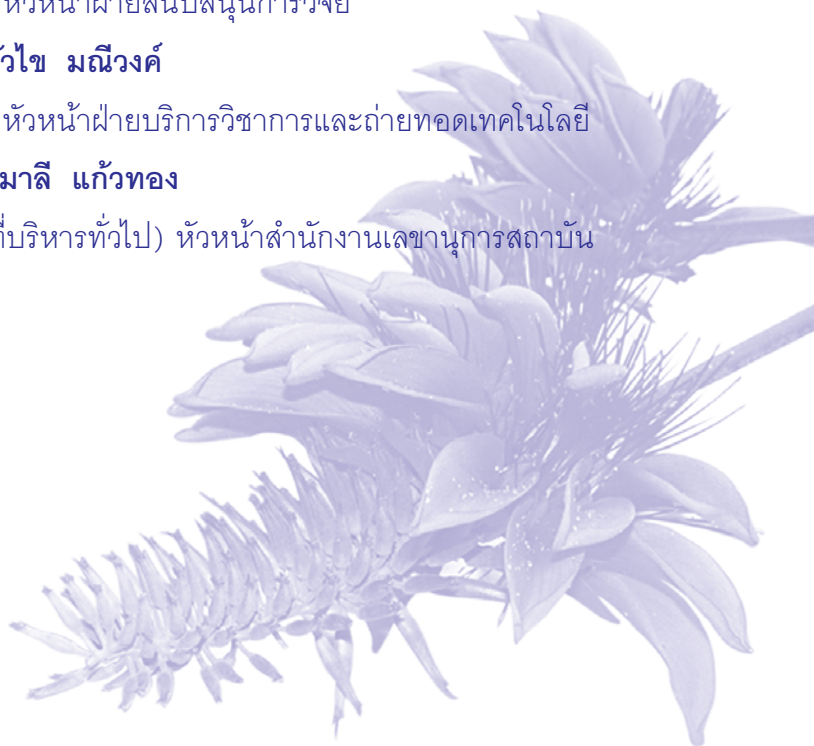 หัวหน้าฝ่ายสนับสนุนการวิจัย
มณีวงค์
หัวหน้าฝ่ายบริการวิชาการและถ่ายทอดเทคโนโลยี
มาลี แก้วทอง
ที่บริหารทั่วไป) หัวหน้าสำนักงานเลขานุการสถาบัน